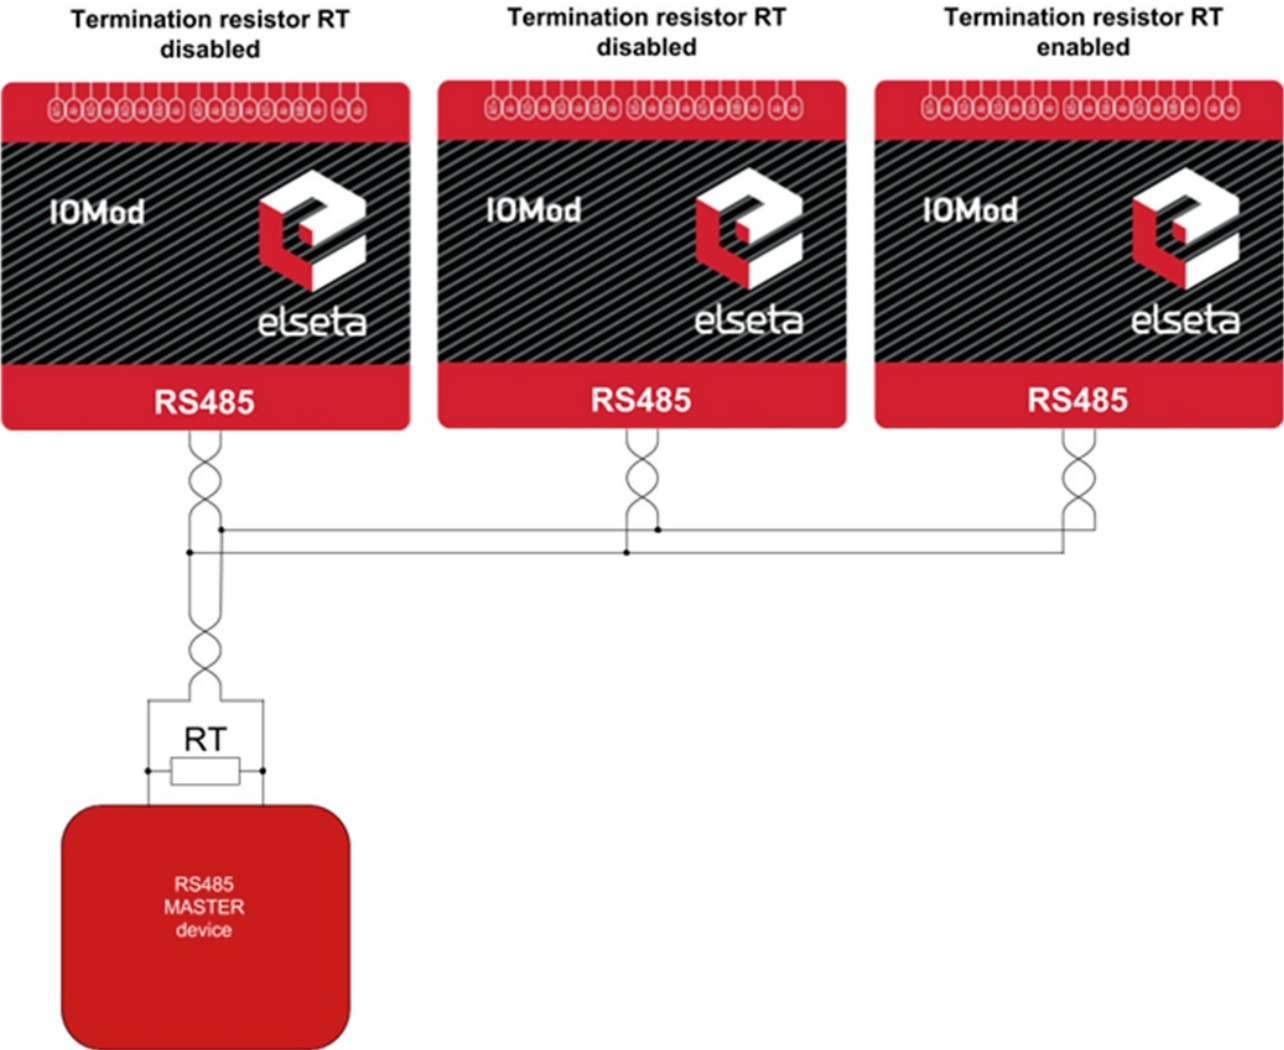 Termination resistor RT
disabled
Termination resistor RT
disabled
Termination resistor RT
enabled
IOMod
elseta
RS485
IOMod
elseta
RS485
IOMod
elseta
RS485
RT
RS485
MASTER
device